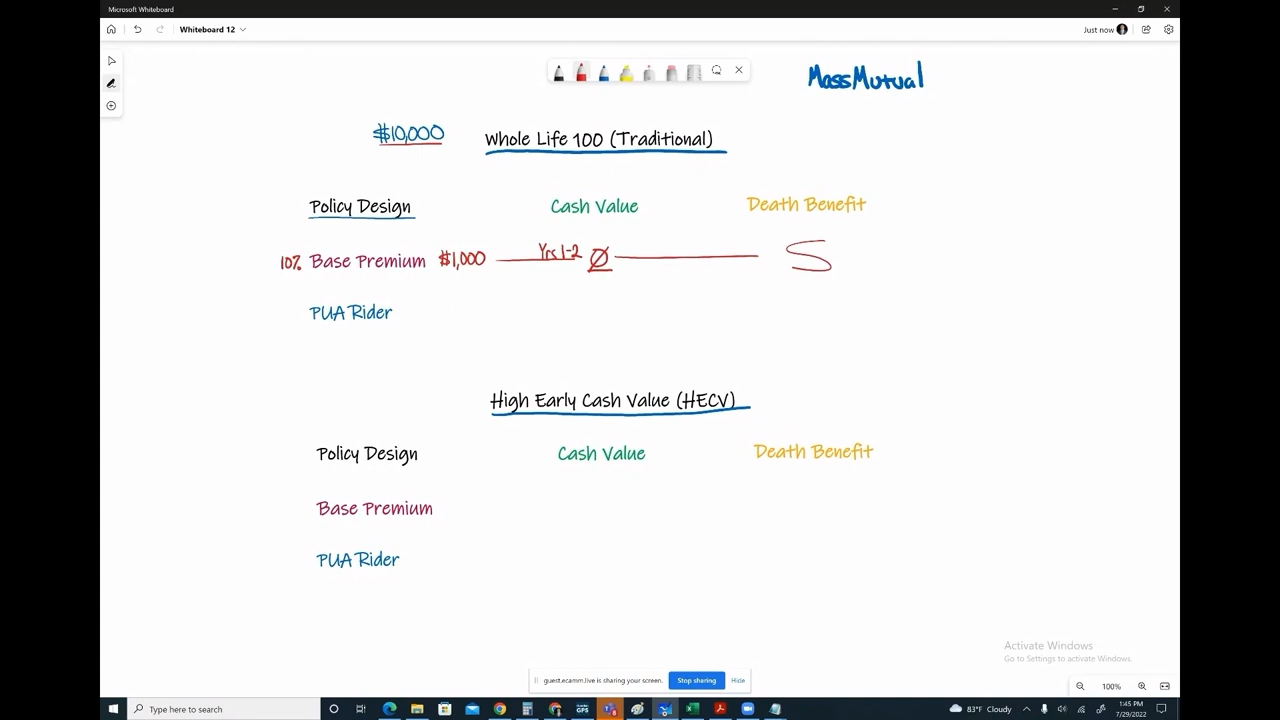 Microsoft Whiteboard
Whiteboard 12
Just now
MassMutual
$10,000
Whole Life 100 (Traditional)
Policy Design
Cash Value
Death Benefit
10% Base Premium $1,000 Yrs 1-2 Ø S
PUA Rider
High Early Cash Value (HECV)
Policy Design
Cash Value
Death Benefit
Base Premium
PUA Rider
Activate Windows
Go to Settings to activate Windows.
guest.ecamm.live is sharing your screen. Stop sharing Hide
100%
Type here to search
83°F Cloudy
1:45 PM
7/29/2022